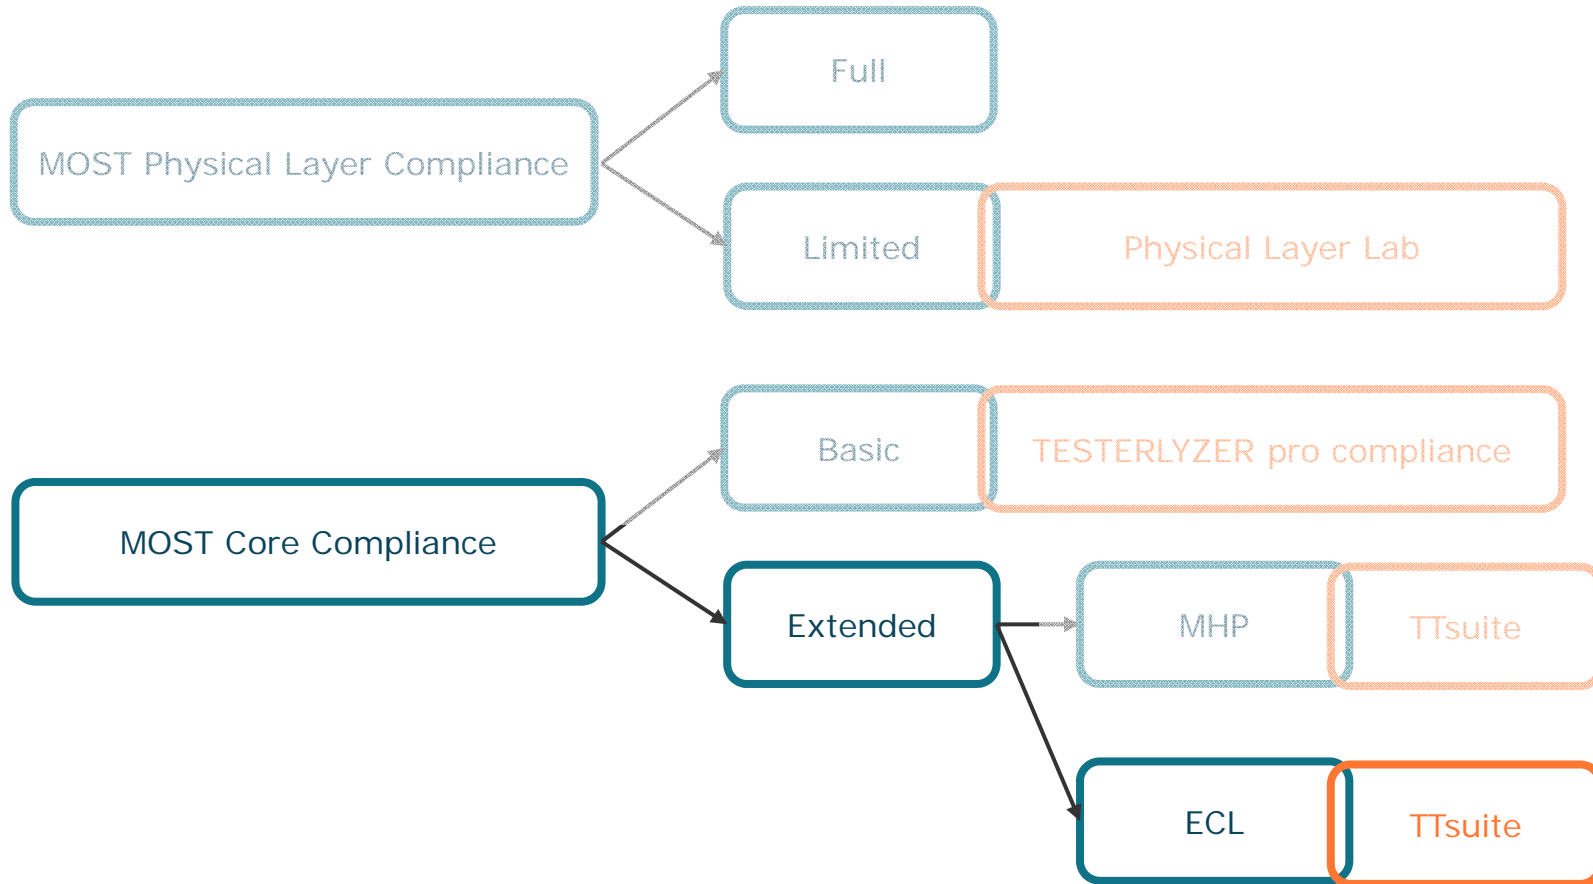 Full
MOST Physical Layer Compliance
Limited
Physical Layer Lab
Basic
TESTERLYZER pro compliance
MOST Core Compliance
Extended
MHP
TTsuite
ECL
TTsuite